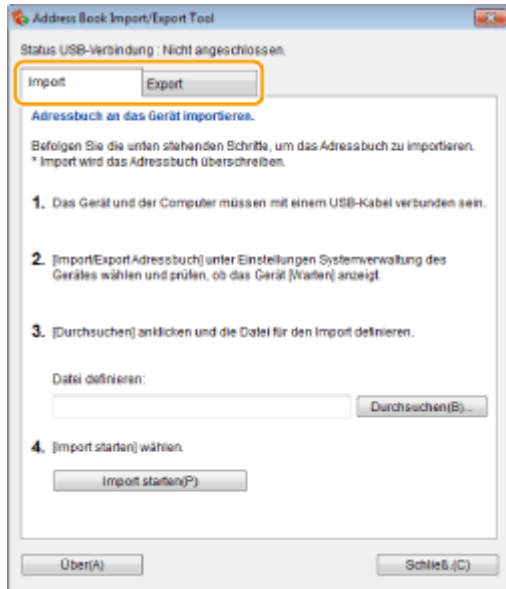 Address Book Import/Export Tool
Status USB-Verbindung : Nicht angeschlossen.
Import Export
Adressbuch an das Gerät importieren.
Befolgen Sie die unten stehenden Schritte, um das Adressbuch zu importieren.
* Import wird das Adressbuch überschreiben.
1. Das Gerät und der Computer müssen mit einem USB-Kabel verbunden sein.
2. [Import/Export Adressbuch] unter Einstellungen Systemverwaltung des
Gerätes wählen und prüfen, ob das Gerät [Warten] anzeigt.
3. [Durchsuchen] anklicken und die Datei für den Import definieren.
Datei definieren:
Durchsuchen(B)...
4. [Import starten] wählen.
Import starten(P)
Über(A) Schließ.(C)